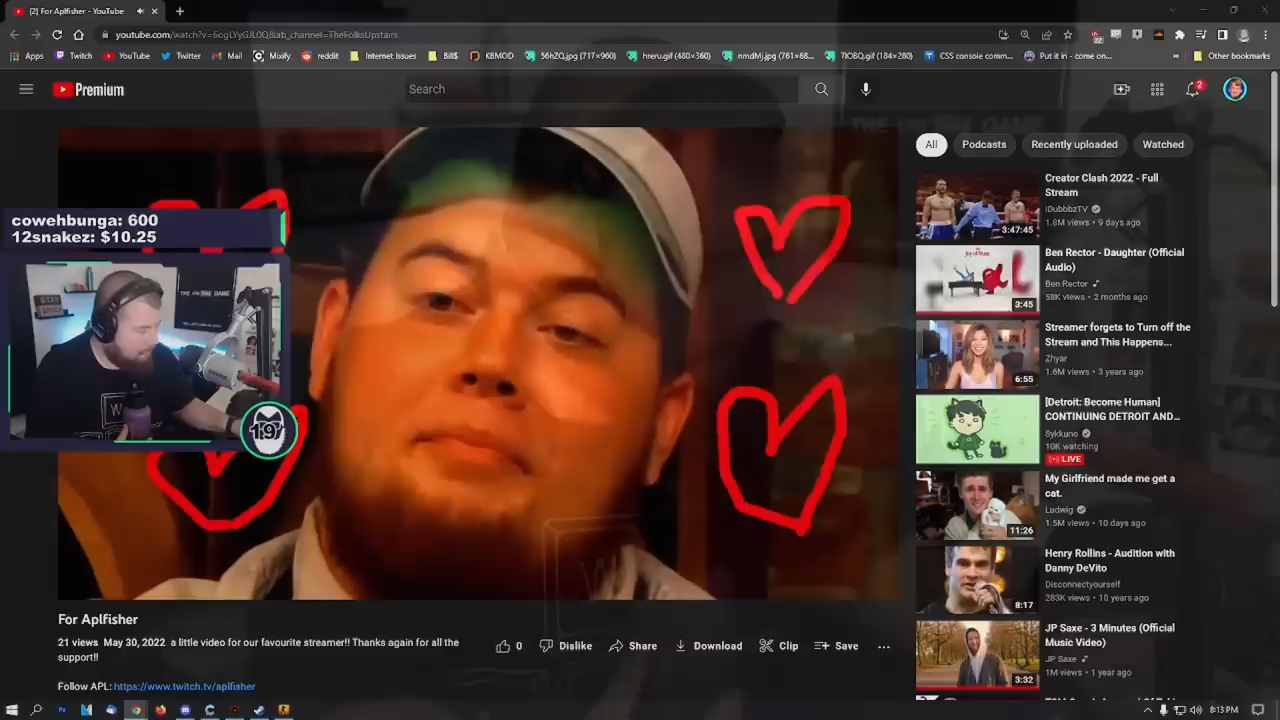 [2] For Aplfisher - YouTube
youtube.com/watch?v=6ogLYyGJL0Q&ab_channel=TheFolksUpstairs
Apps
Twitch
YouTube
Twitter
Mail
Mixify
reddit
Internet Issues
Bill$
K8MOD
56hZQ.jpg (717×960)
hreru.gif (480×360)
nmdMj.jpg (761×68...
7IOBQ.gif (184×280)
CSS console comm...
Put it in - come on...
»
Other bookmarks
Premium
Search
2
THE GAME
All
Podcasts
Recently uploaded
Watched
cowehbunga: 600
12snakez: $10.25
STAY
THE GAME
197
W
Creator Clash 2022 - Full
Stream
iDubbbzTV
1.8M views • 9 days ago
3:47:45
Ben Rector - Daughter (Official
Audio)
Ben Rector
58K views • 2 months ago
3:45
Streamer forgets to Turn off the
Stream and This Happens...
Zhyar
1.6M views • 3 years ago
6:55
[Detroit: Become Human]
CONTINUING DETROIT AND...
Sykkuno
10K watching
LIVE
My Girlfriend made me get a
cat.
Ludwig
1.5M views • 10 days ago
11:26
Henry Rollins - Audition with
Danny DeVito
Disconnectyourself
283K views • 10 years ago
8:17
JP Saxe - 3 Minutes (Official
Music Video)
JP Saxe
1M views • 1 year ago
3:32
For Aplfisher
21 views May 30, 2022 a little video for our favourite streamer!! Thanks again for all the
support!!
0
Dislike
Share
Download
Clip
Save
Follow APL: https://www.twitch.tv/aplfisher
8:13 PM